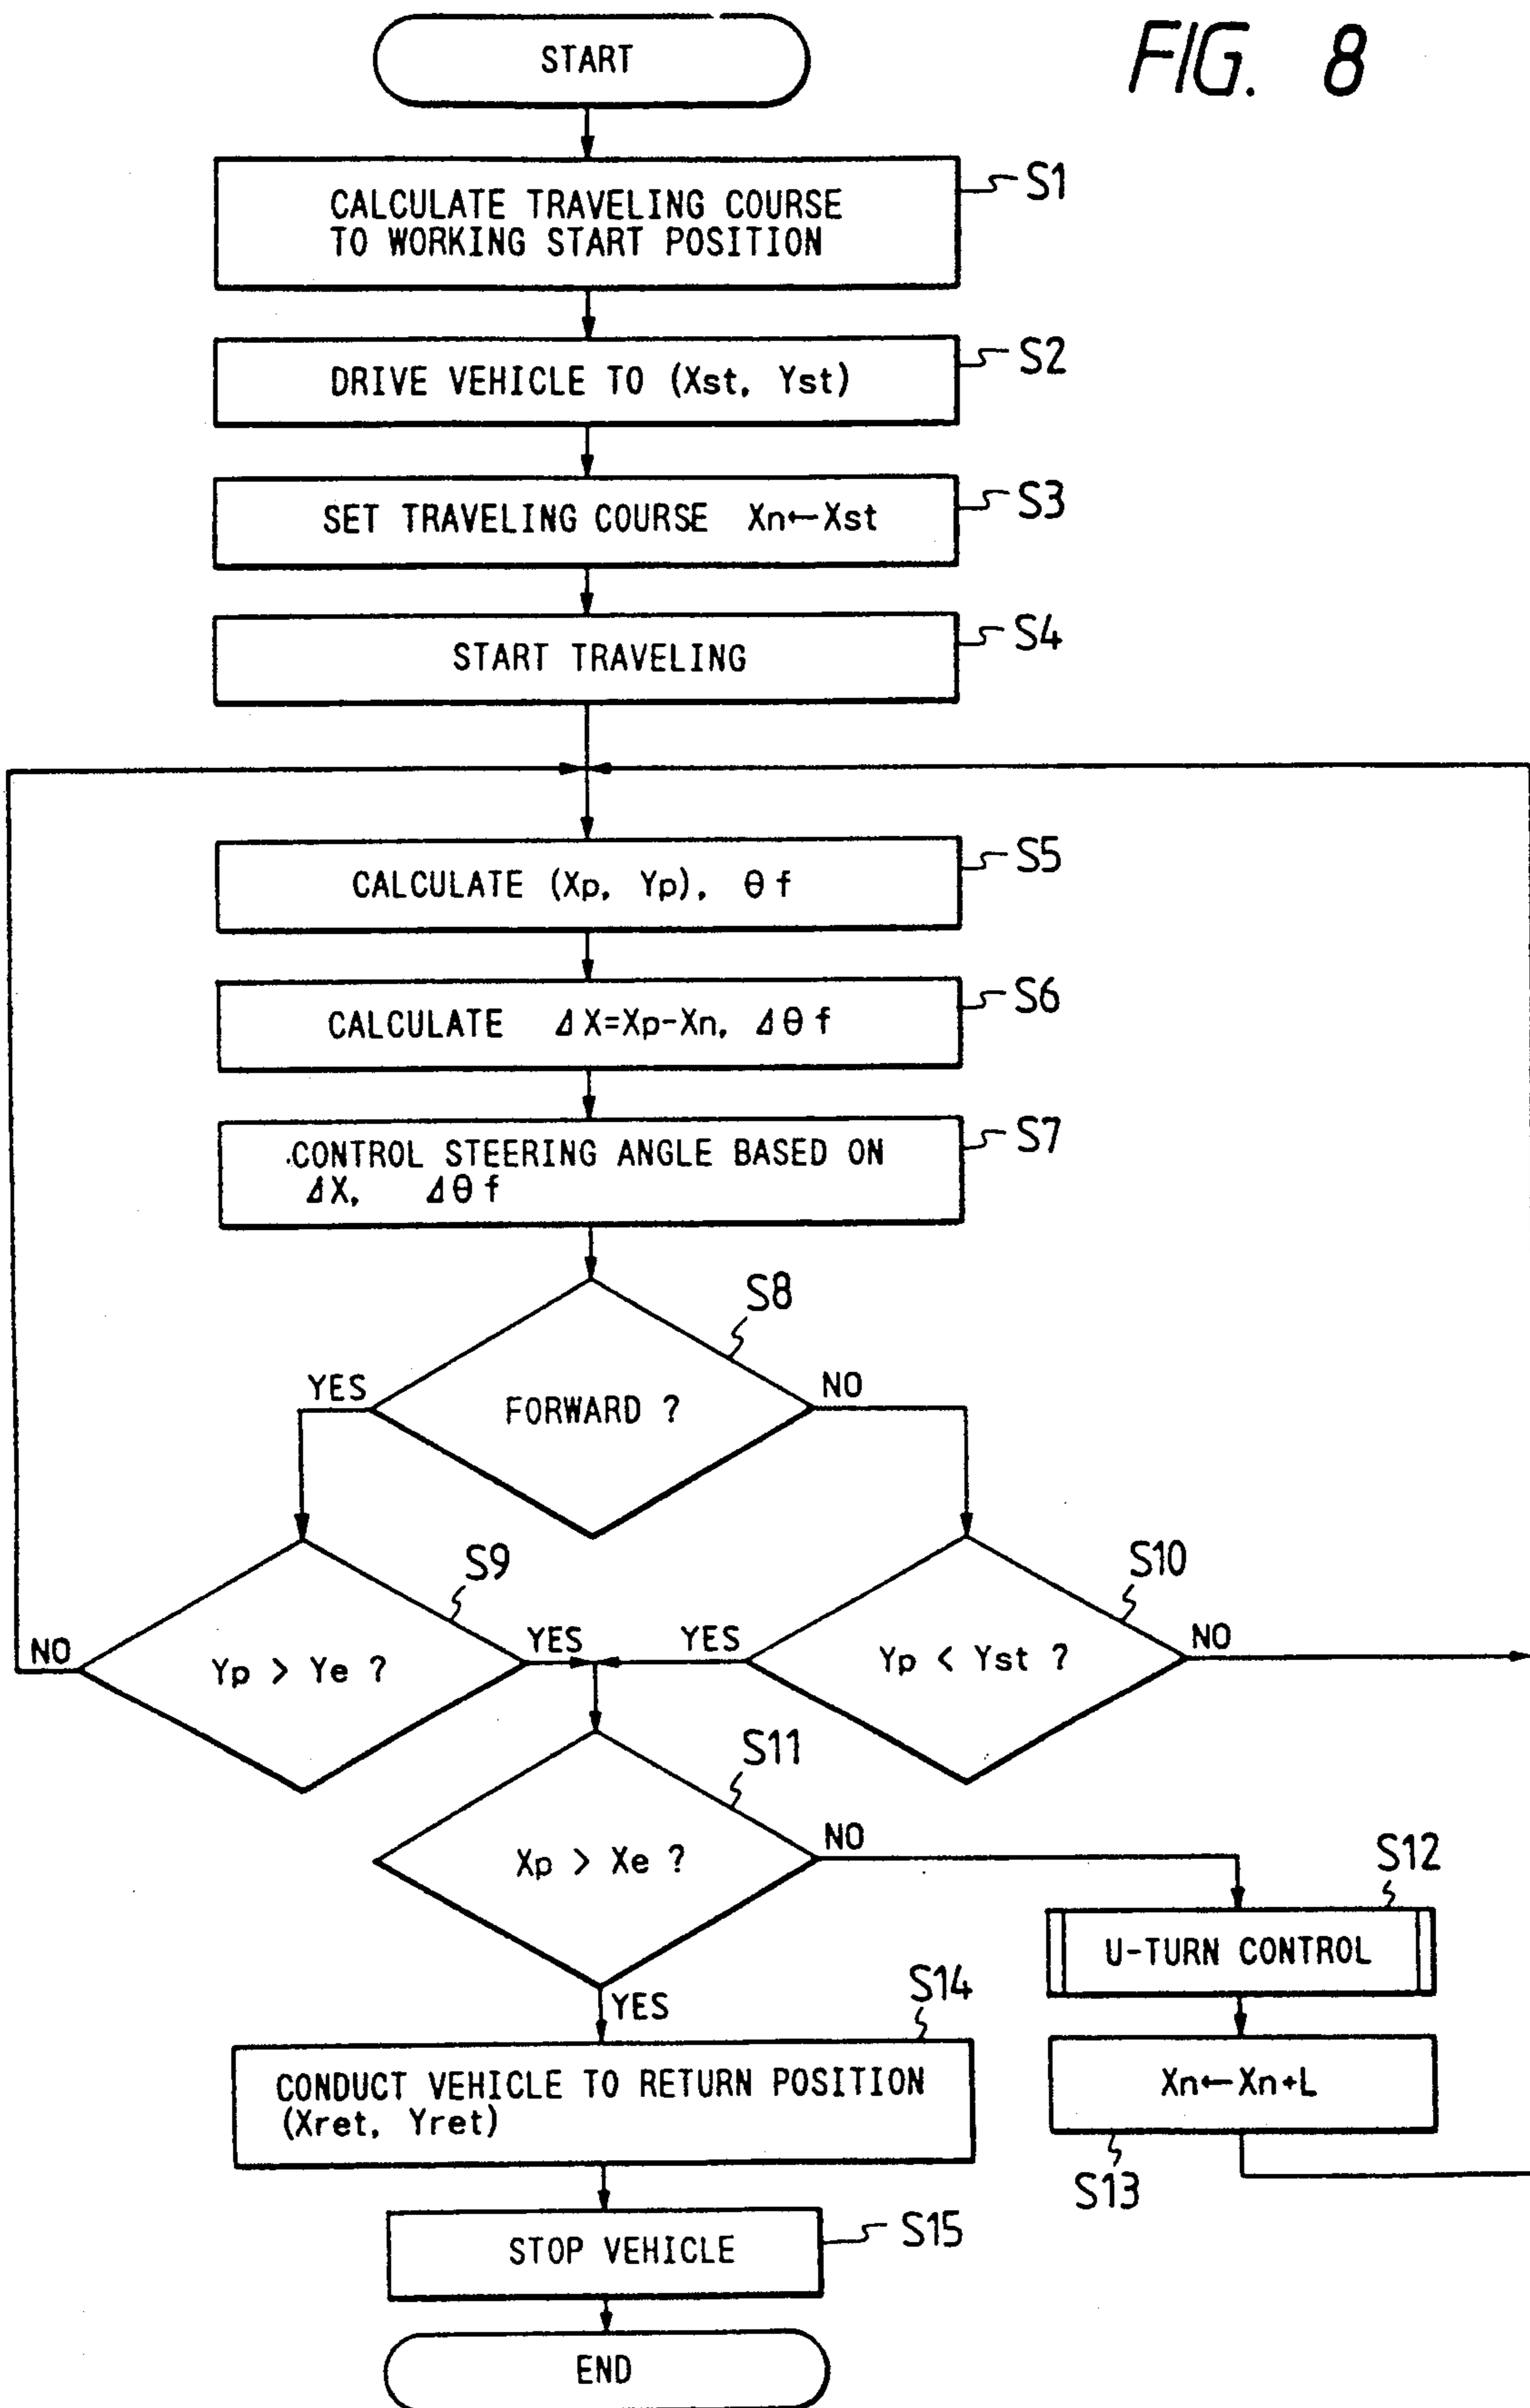 FIG. 8
START
CALCULATE TRAVELING COURSE
TO WORKING START POSITION
S1
DRIVE VEHICLE TO (Xst, Yst)
S2
SET TRAVELING COURSE Xn←Xst
S3
START TRAVELING
S4
CALCULATE (Xp, Yp), θf
S5
CALCULATE ΔX=Xp-Xn, Δθf
S6
CONTROL STEERING ANGLE BASED ON
ΔX, Δθf
S7
S8
YES
FORWARD ?
NO
S9
S10
NO
Yp > Ye ?
YES
YES
Yp < Yst ?
NO
S11
Xp > Xe ?
NO
YES
S12
U-TURN CONTROL
S14
CONDUCT VEHICLE TO RETURN POSITION
(Xret, Yret)
Xn←Xn+L
S13
STOP VEHICLE
S15
END